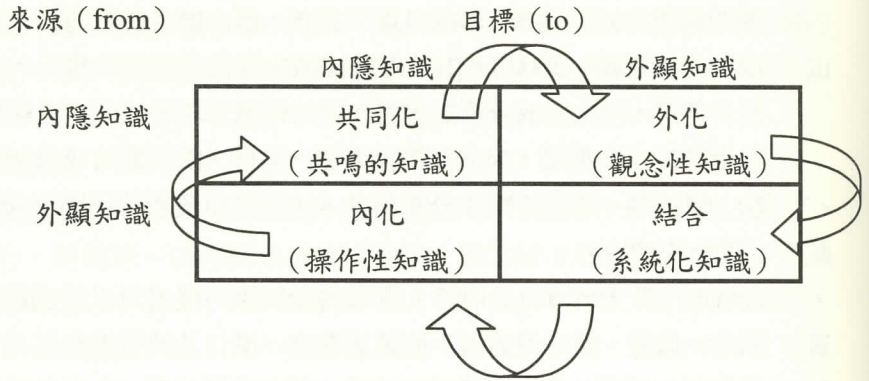 來源（from） 目標（to）
內隱知識 外顯知識
內隱知識 共同化 外化
（共鳴的知識） （觀念性知識）
外顯知識 內化 結合
（操作性知識） （系統化知識）